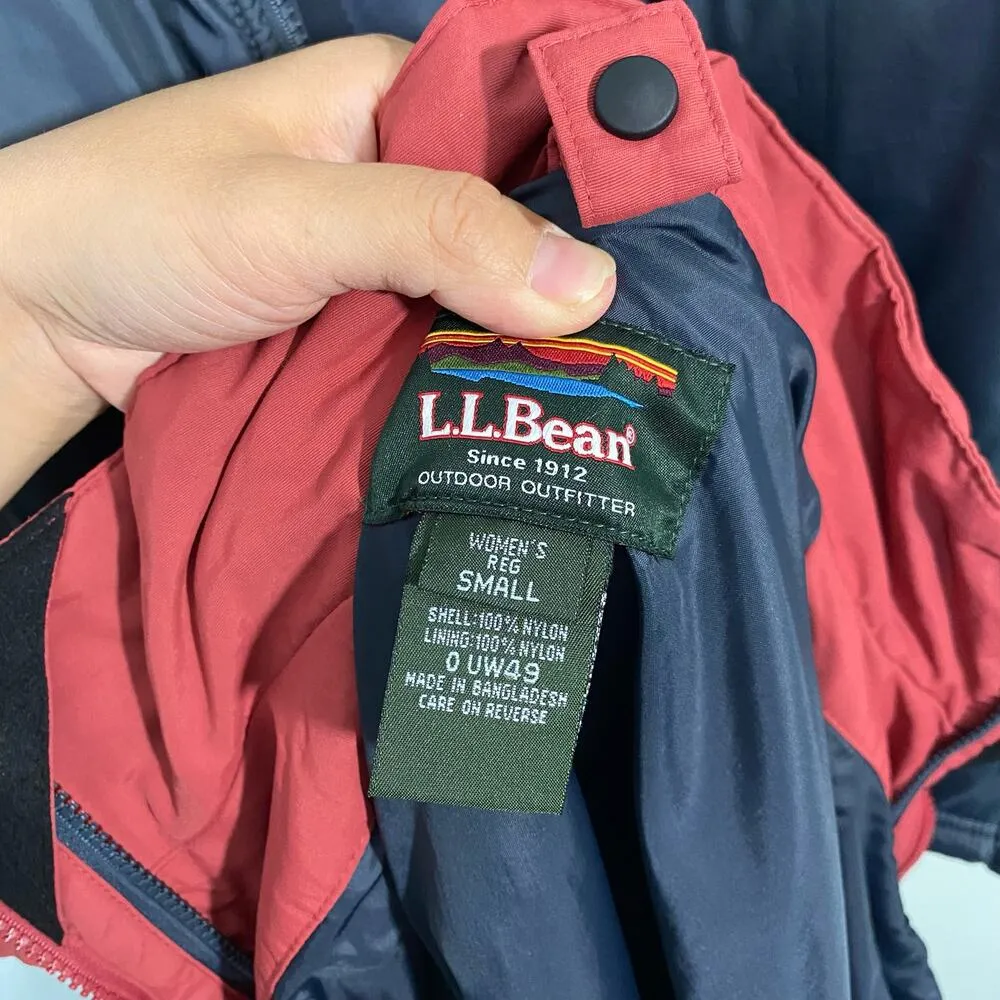 L.L.Bean®
Since 1912
OUTDOOR OUTFITTER
WOMEN'S
REG
SMALL
SHELL:100% NYLON
LINING:100% NYLON
0 UW49
MADE IN BANGLADESH
CARE ON REVERSE